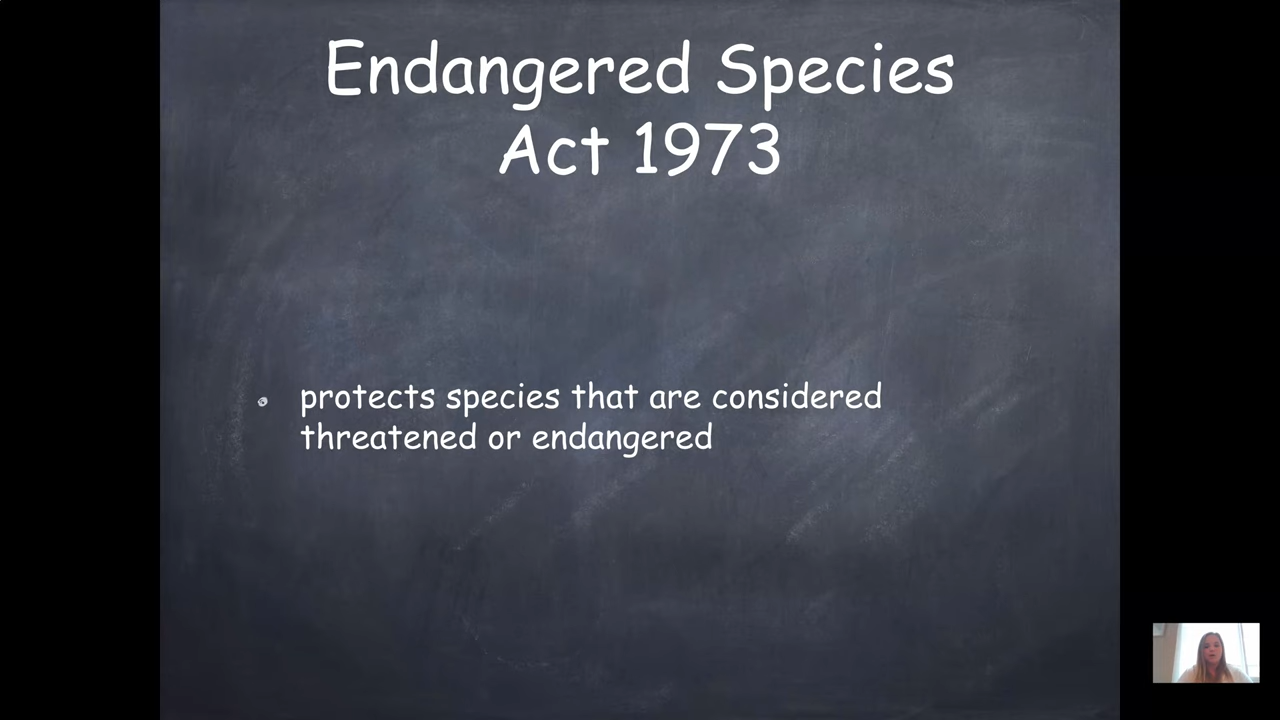 Endangered Species
Act 1973
protects species that are considered
threatened or endangered